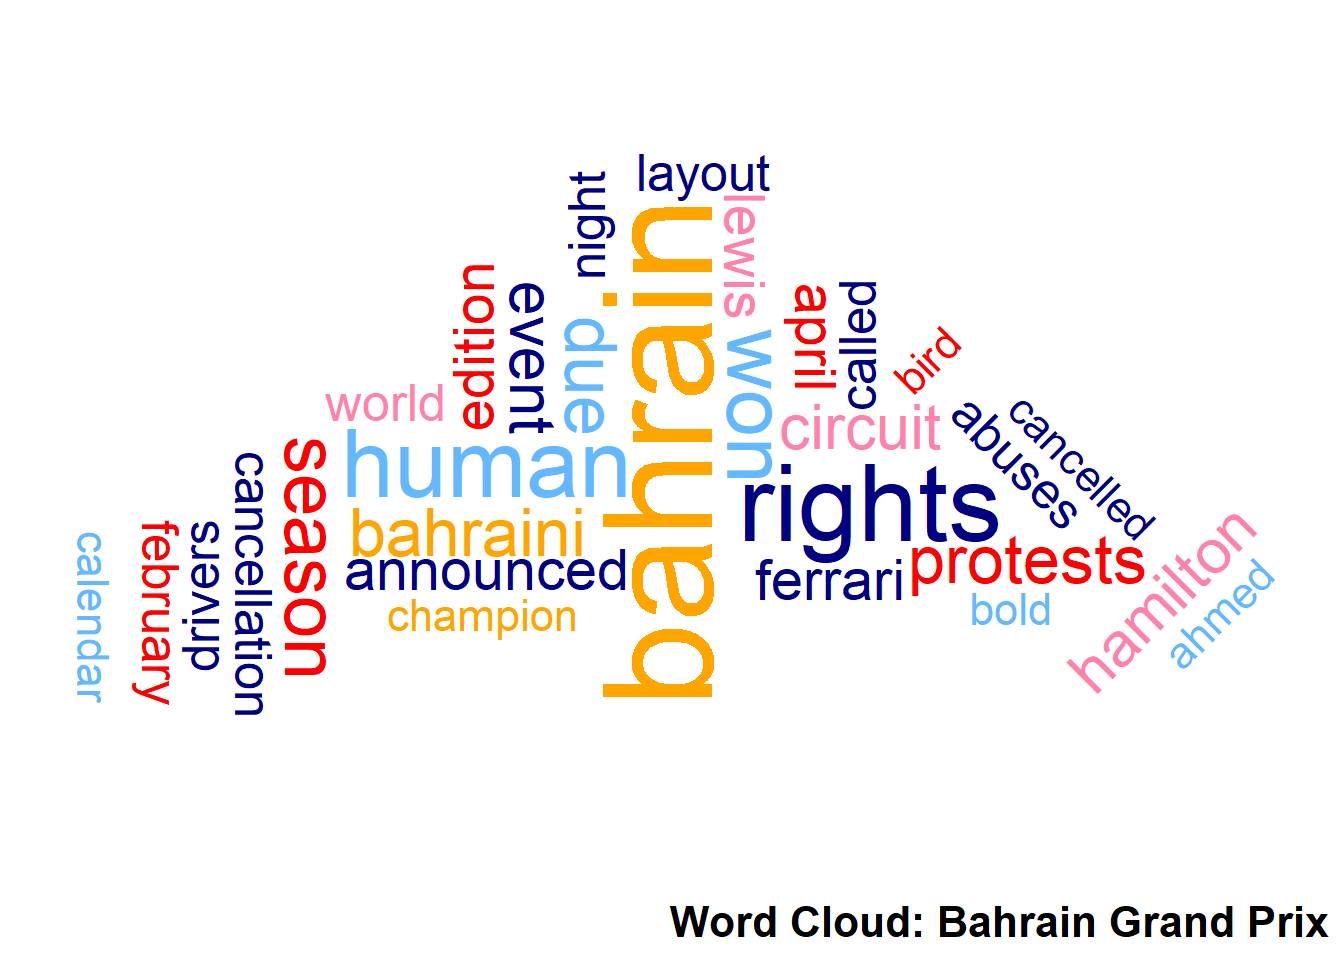 layout
night
lewis
bahrain
edition
event
due
won
april
called
bird
world
circuit
cancelled
abuses
human
season
cancellation
rights
bahraini
announced
champion
ferrari
protests
bold
hamilton
ahmed
drivers
february
calendar
Word Cloud: Bahrain Grand Prix